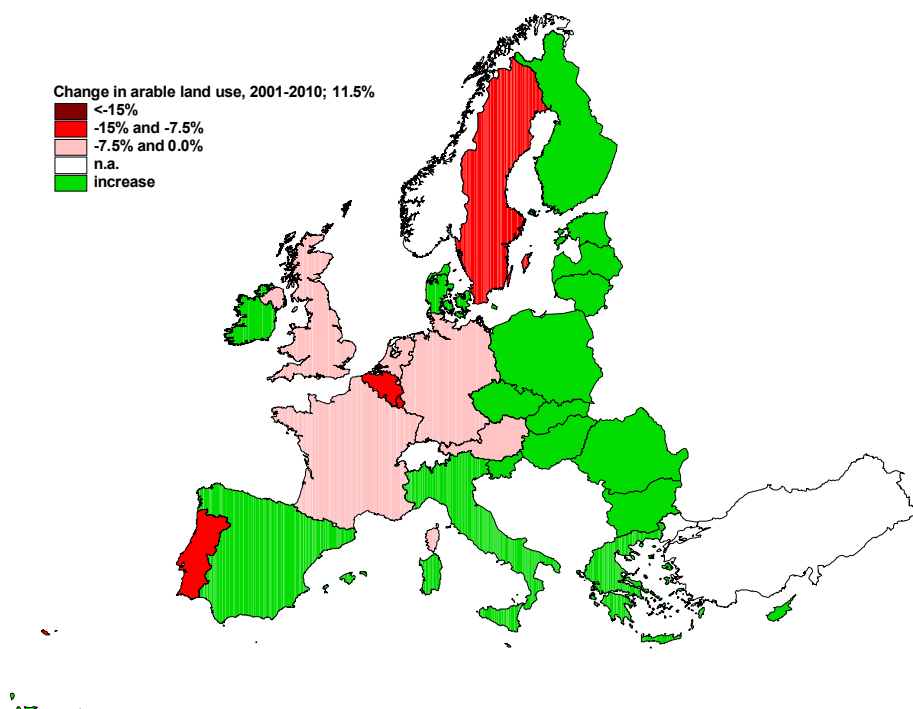 Change in arable land use, 2001-2010; 11.5%
<-15%
-15% and -7.5%
-7.5% and 0.0%
n.a.
increase